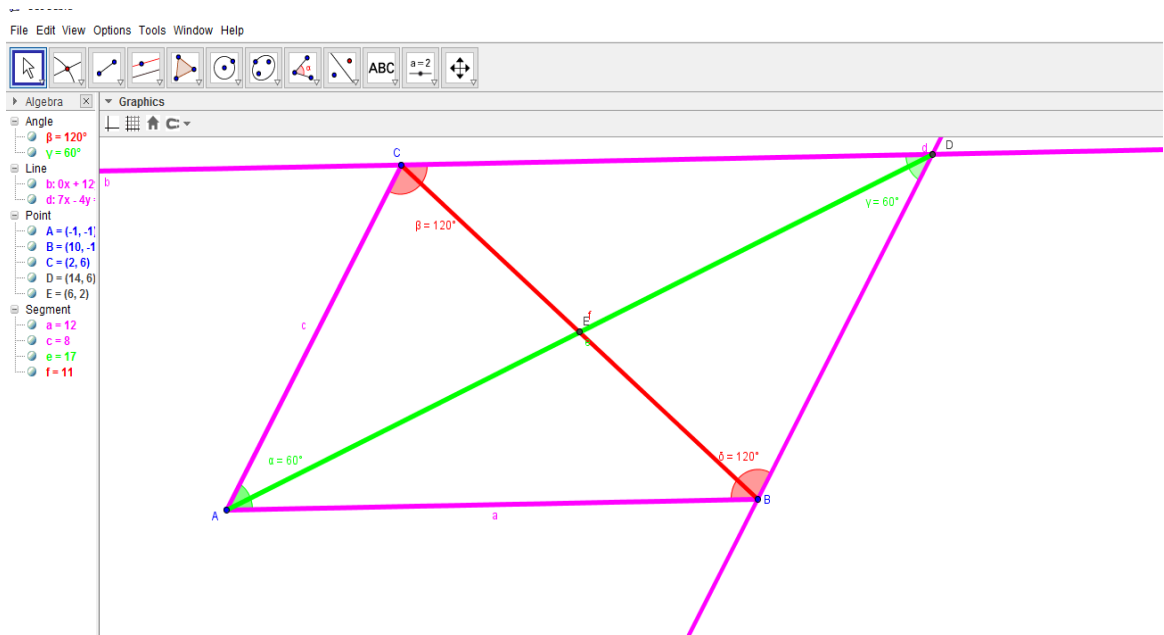 File Edit View Options Tools Window Help
ABC
a = 2
Algebra
Graphics
Angle
β = 120°
γ = 60°
Line
b: 0x + 12
d: 7x - 4y
Point
A = (-1, -1)
B = (10, -1
C = (2, 6)
D = (14, 6)
E = (6, 2)
Segment
a = 12
c = 8
e = 17
f = 11
b
C
d
D
β = 120°
γ = 60°
c
f
E
e
α = 60°
δ = 120°
A
a
B